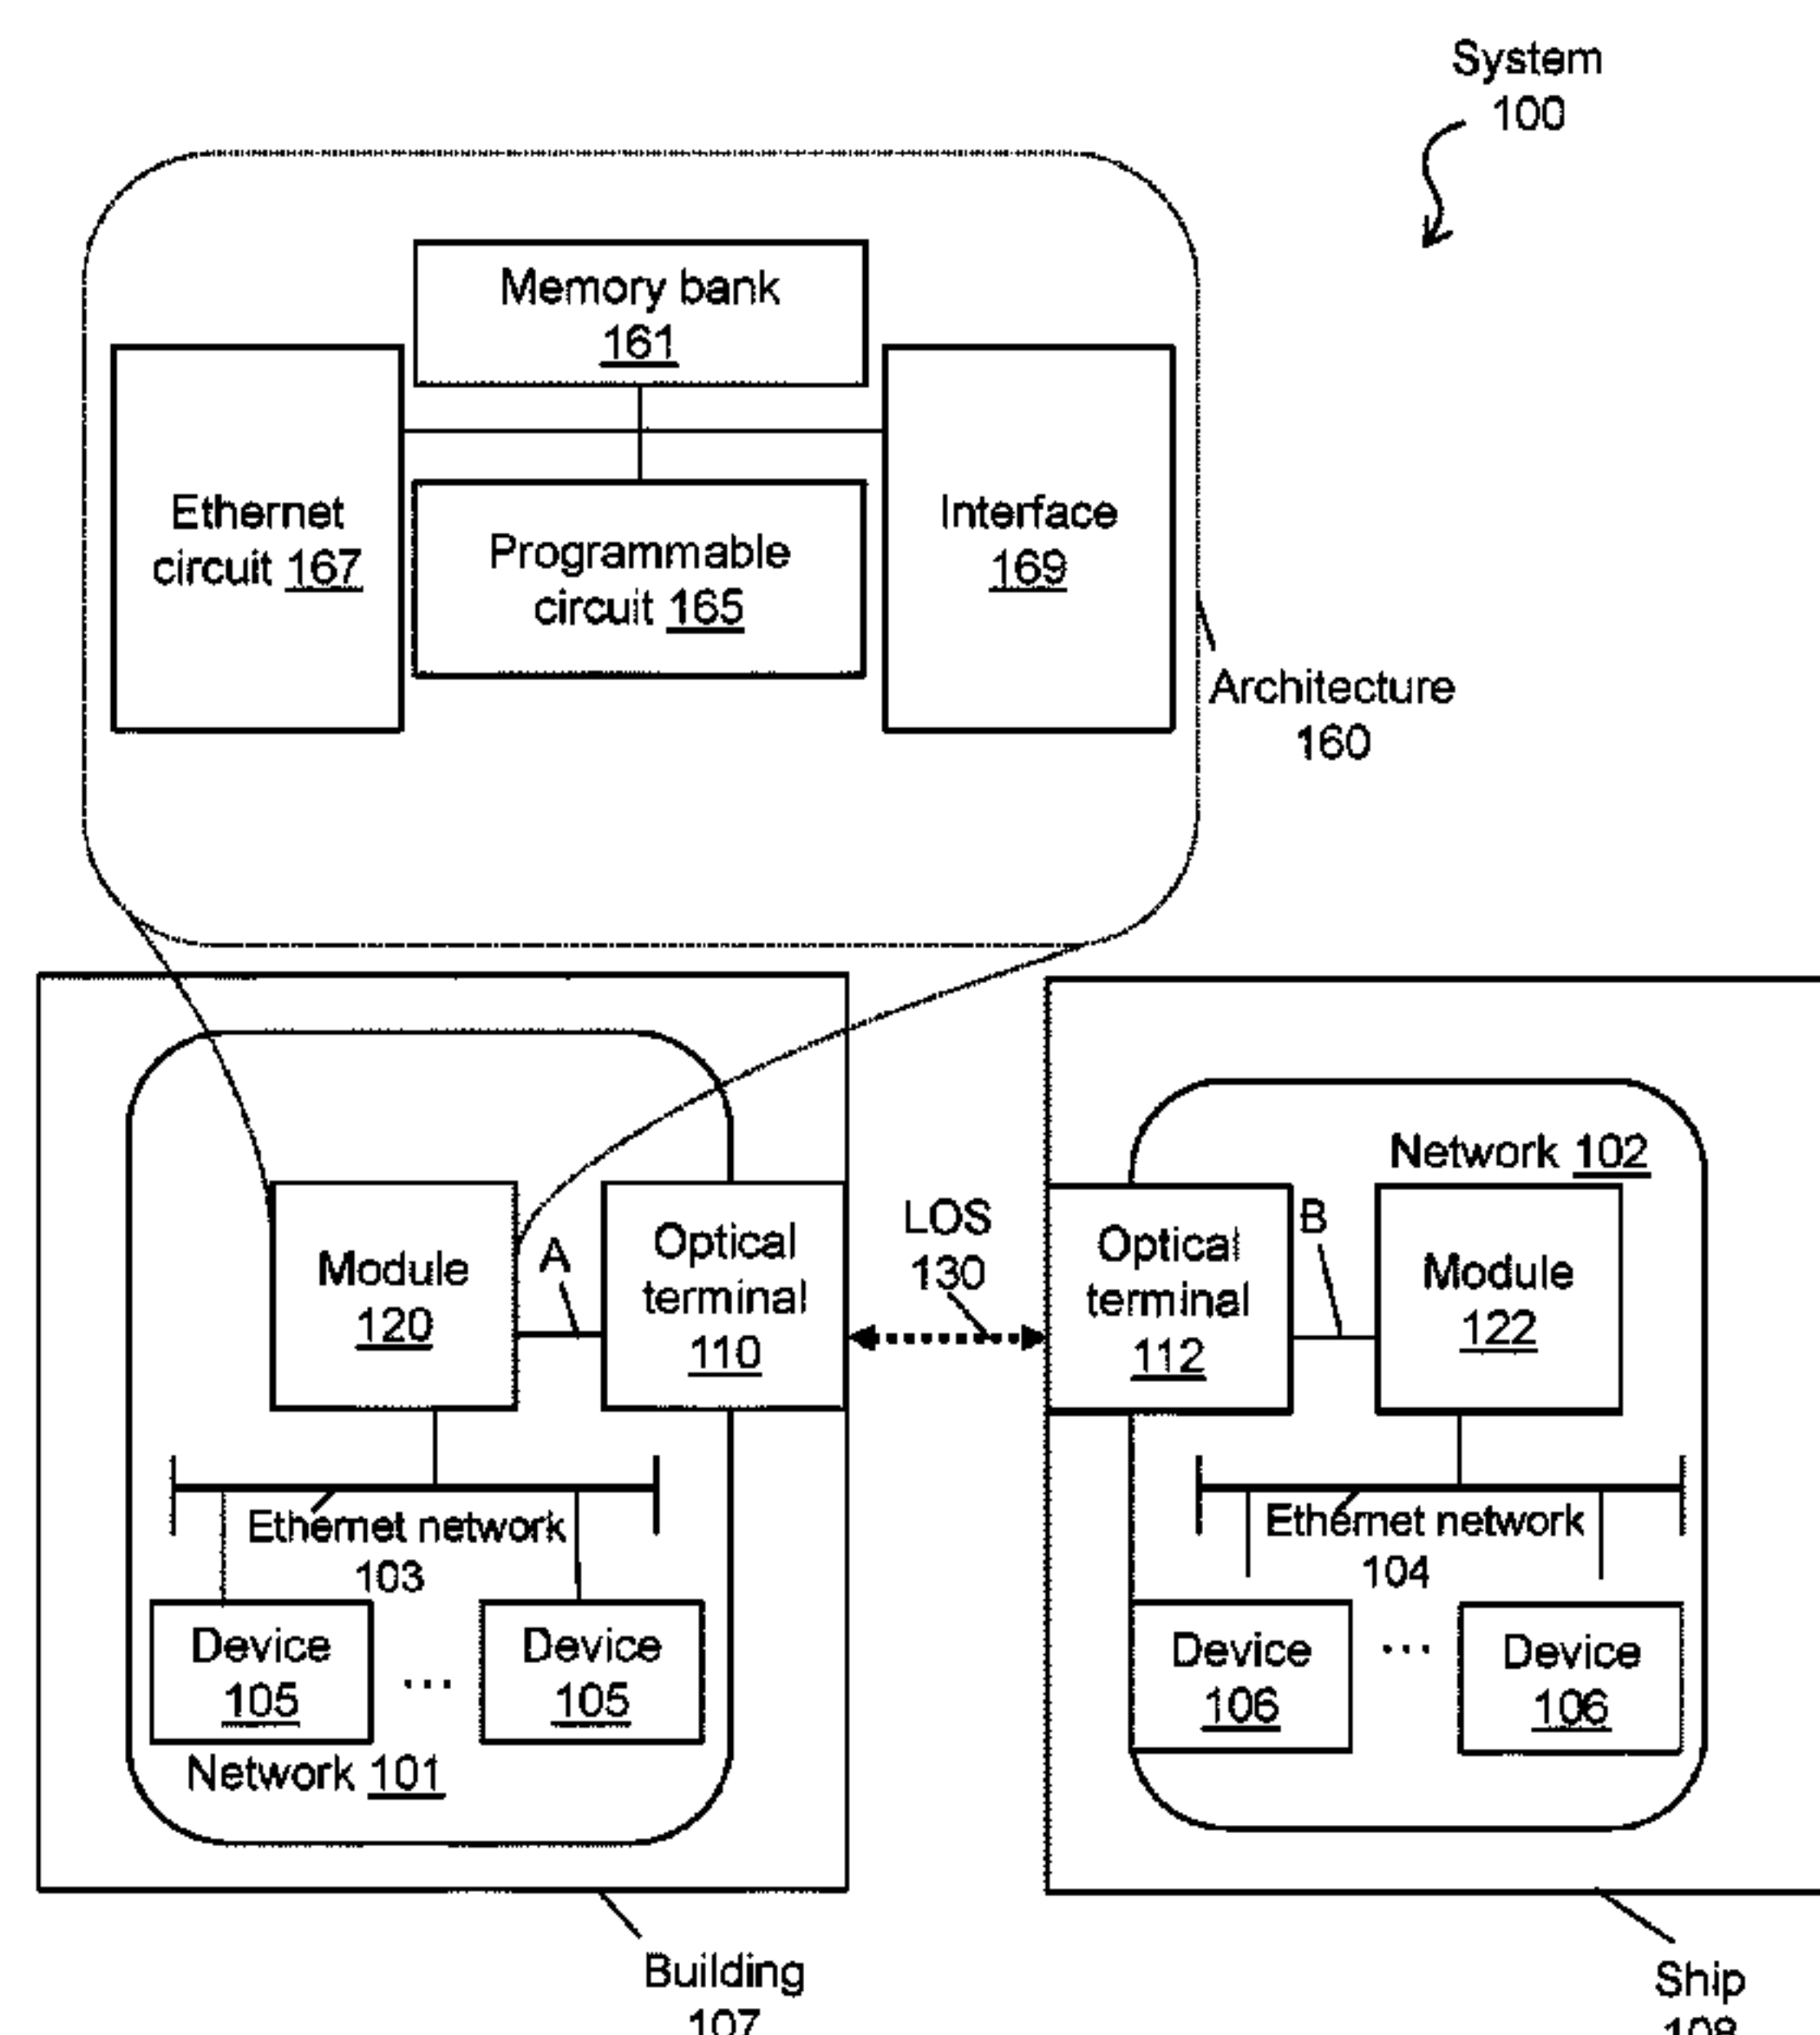 System
100
Memory bank
161
Ethernet
circuit 167
Programmable
circuit 165
Interface
169
Architecture
160
Module
120
A
Optical
terminal
110
LOS
130
Ethernet network
103
Device
105
...
Device
105
Network 101
Building
107
Network 102
Optical
terminal
112
B
Module
122
Ethernet network
104
Device
106
...
Device
106
Ship
108